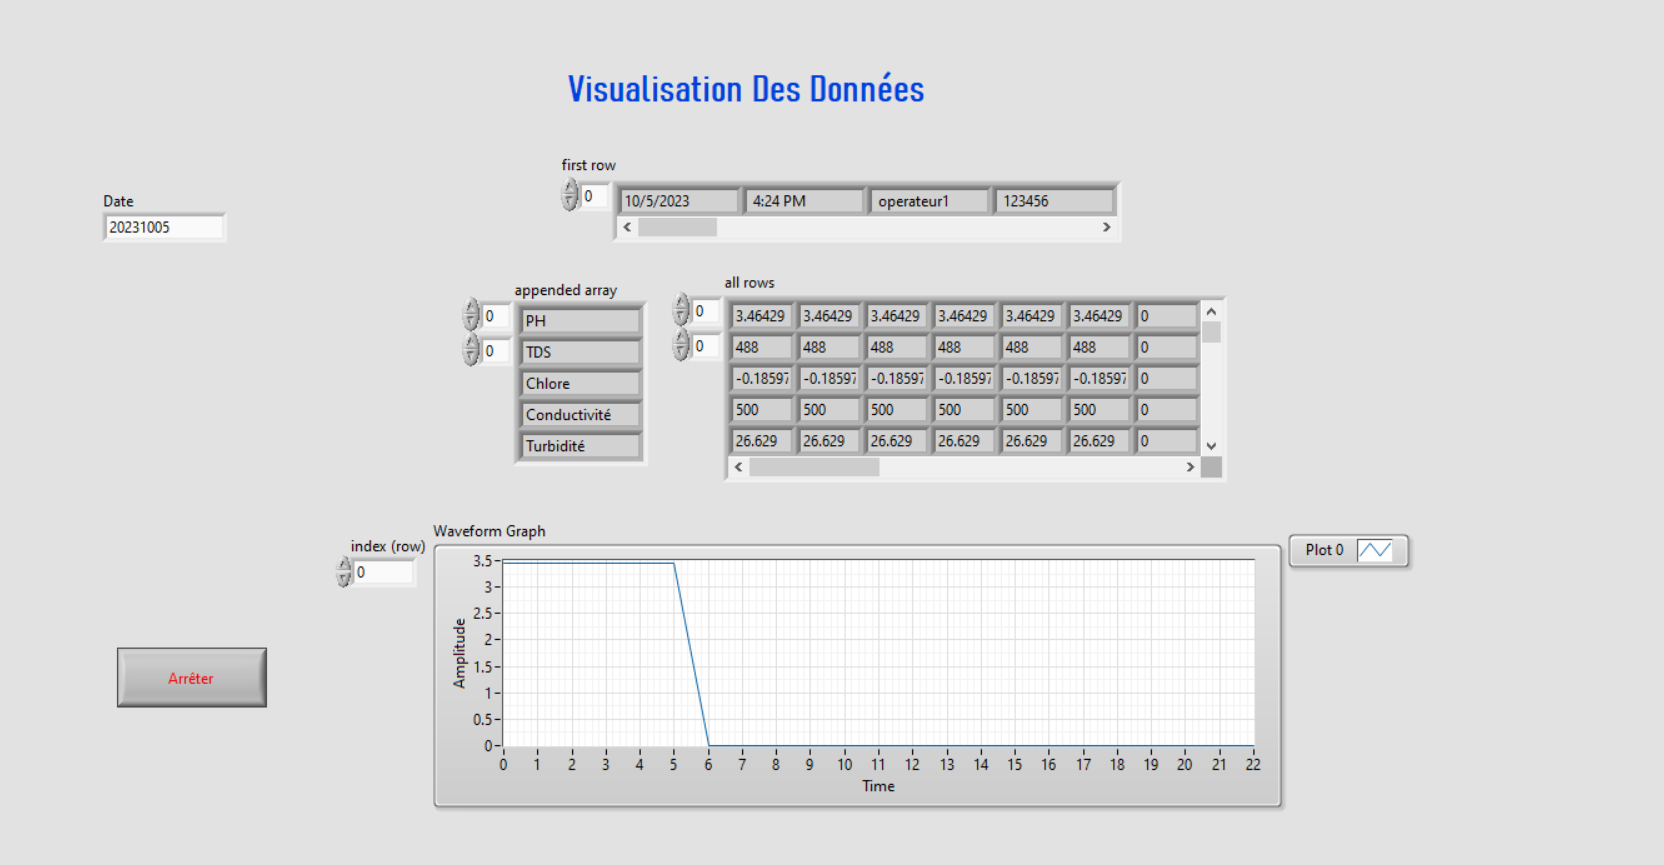 Visualisation Des Données
first row
0 10/5/2023 4:24 PM operateur1 123456
Date
20231005
appended array
0
0
PH
TDS
Chlore
Conductivité
Turbidité
all rows
0
0
3.46429 3.46429 3.46429 3.46429 3.46429 3.46429 0
488 488 488 488 488 488 0
-0.18597 -0.18597 -0.18597 -0.18597 -0.18597 -0.18597 0
500 500 500 500 500 500 0
26.629 26.629 26.629 26.629 26.629 26.629 0
index (row)
0
Waveform Graph
Plot 0
Amplitude
3.5
3
2.5
2
1.5
1
0.5
0
0 1 2 3 4 5 6 7 8 9 10 11 12 13 14 15 16 17 18 19 20 21 22
Time
Arrêter